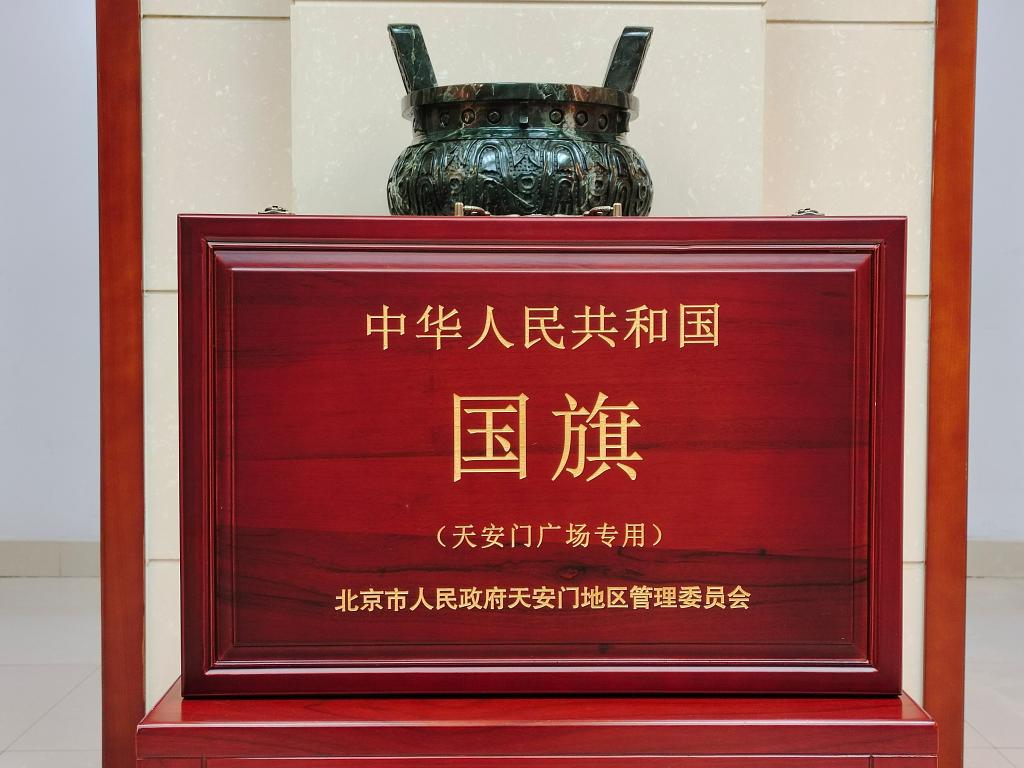 中华人民共和国
国旗
（天安门广场专用）
北京市人民政府天安门地区管理委员会